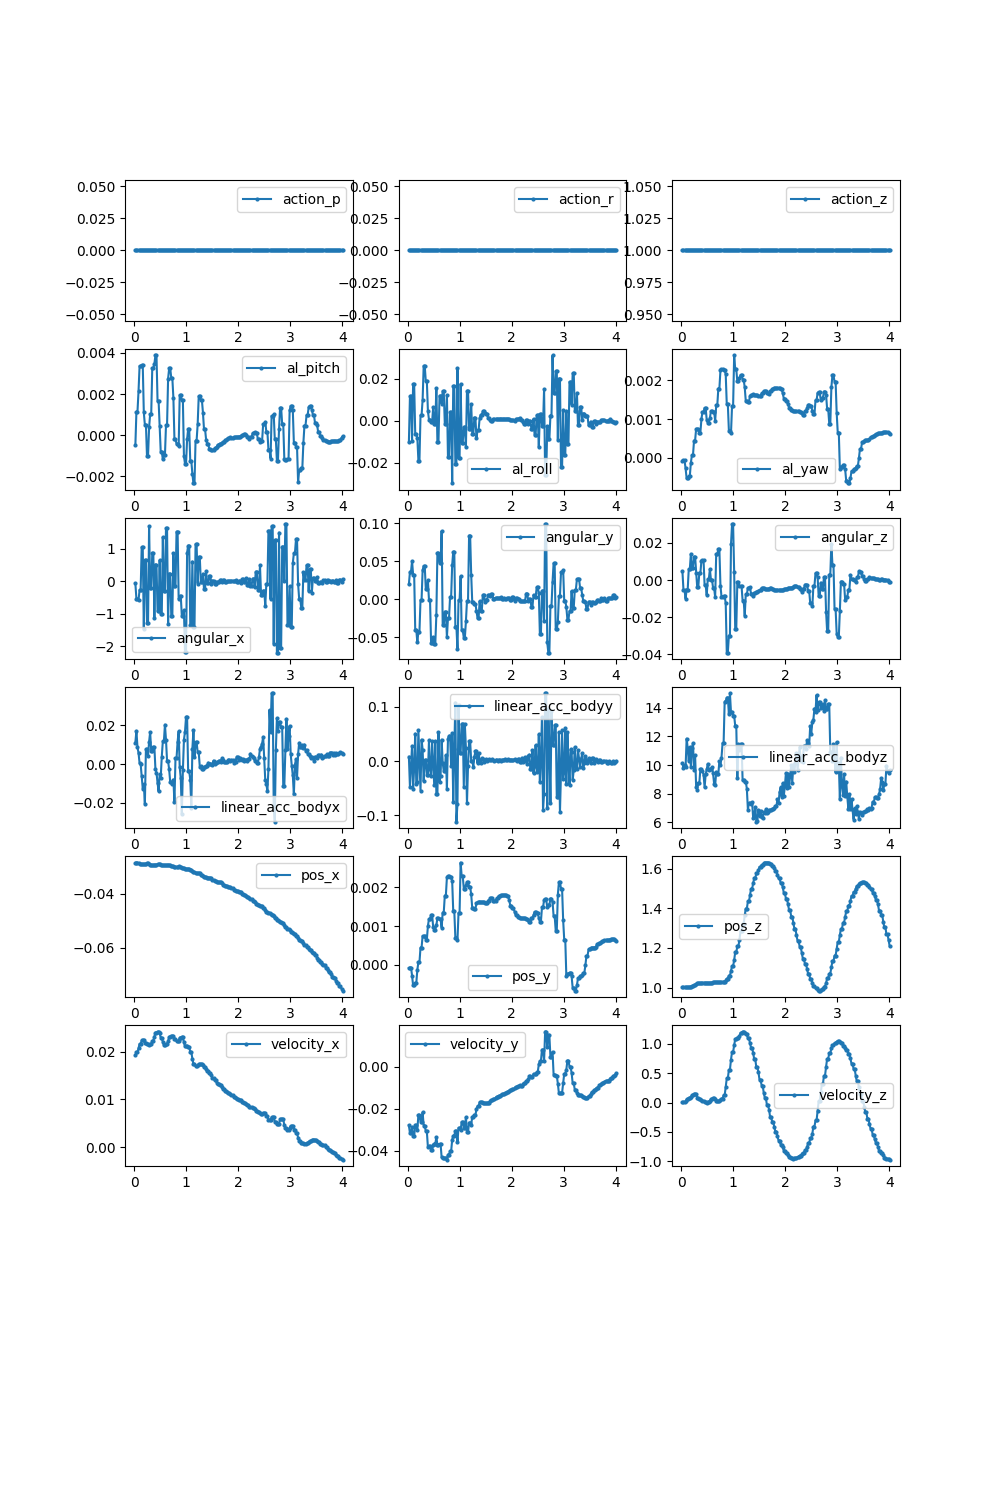 0.050 action_p 0.050 action_r 1.050 action_z
0.025 0.025 1.025
0.000 0.000 1.000
−0.025 −0.025 0.975
−0.050 −0.050 0.950
0 1 2 3 4 0 1 2 3 4 0 1 2 3 4
0.004 al_pitch 0.02 0.002
0.002 0.00 0.001
0.000 −0.02 0.000
−0.002 al_roll al_yaw
0 1 2 3 4 0 1 2 3 4 0 1 2 3 4
1 0.10 angular_y 0.02 angular_z
0 0.05 0.00
−1 0.00 −0.02
−2 angular_x −0.05 −0.04
0 1 2 3 4 0 1 2 3 4 0 1 2 3 4
0.02 0.1 linear_acc_bodyy 14
0.00 0.0 12
−0.02 −0.1 10 linear_acc_bodyz
linear_acc_bodyx 8
6
0 1 2 3 4 0 1 2 3 4 0 1 2 3 4
−0.04 pos_x 0.002 1.6
−0.06 0.001 1.4
0.000 1.2 pos_z
pos_y 1.0
0 1 2 3 4 0 1 2 3 4 0 1 2 3 4
0.02 velocity_x 0.00 velocity_y 1.0
0.01 −0.02 0.5
0.00 −0.04 0.0 velocity_z
−0.5
−1.0
0 1 2 3 4 0 1 2 3 4 0 1 2 3 4